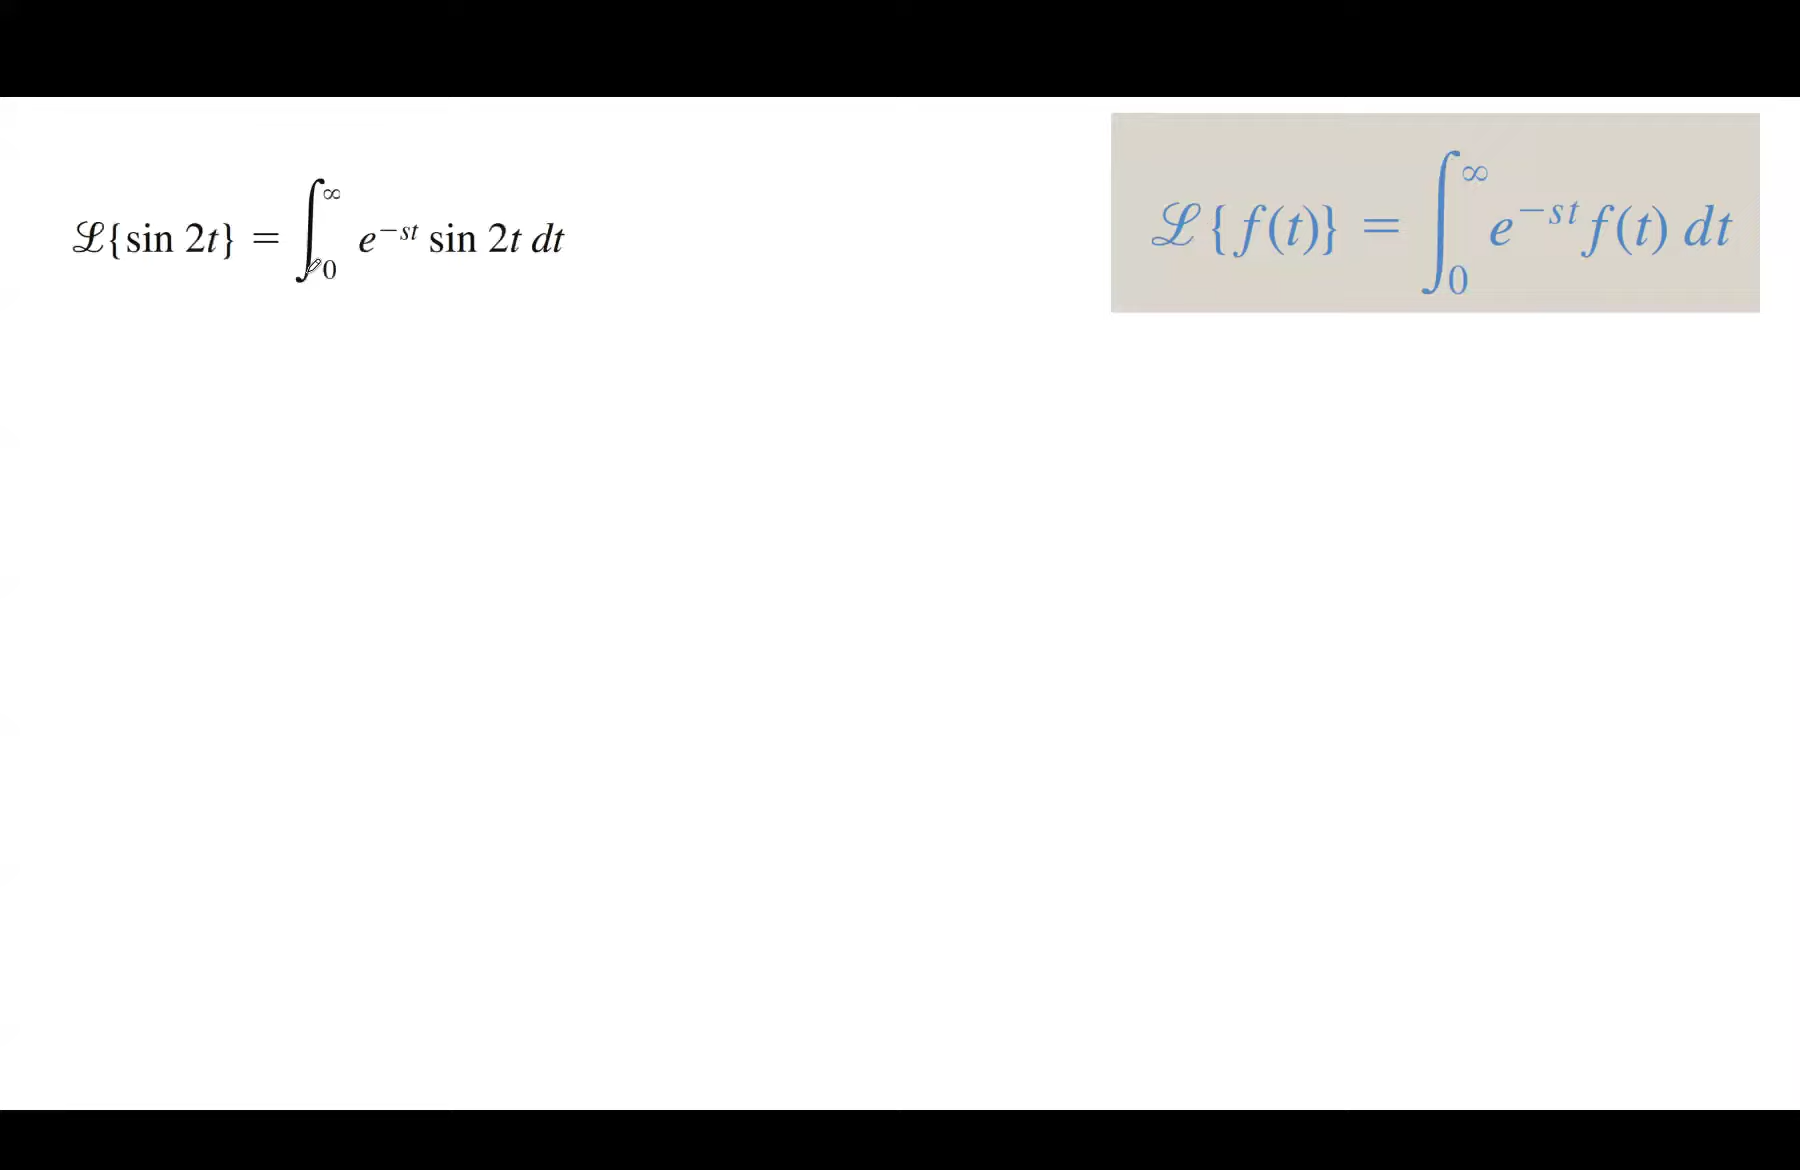 ℒ{sin 2t} = ∫₀^∞ e^{-st} sin 2t dt
ℒ{f(t)} = ∫₀^∞ e^{-st} f(t) dt